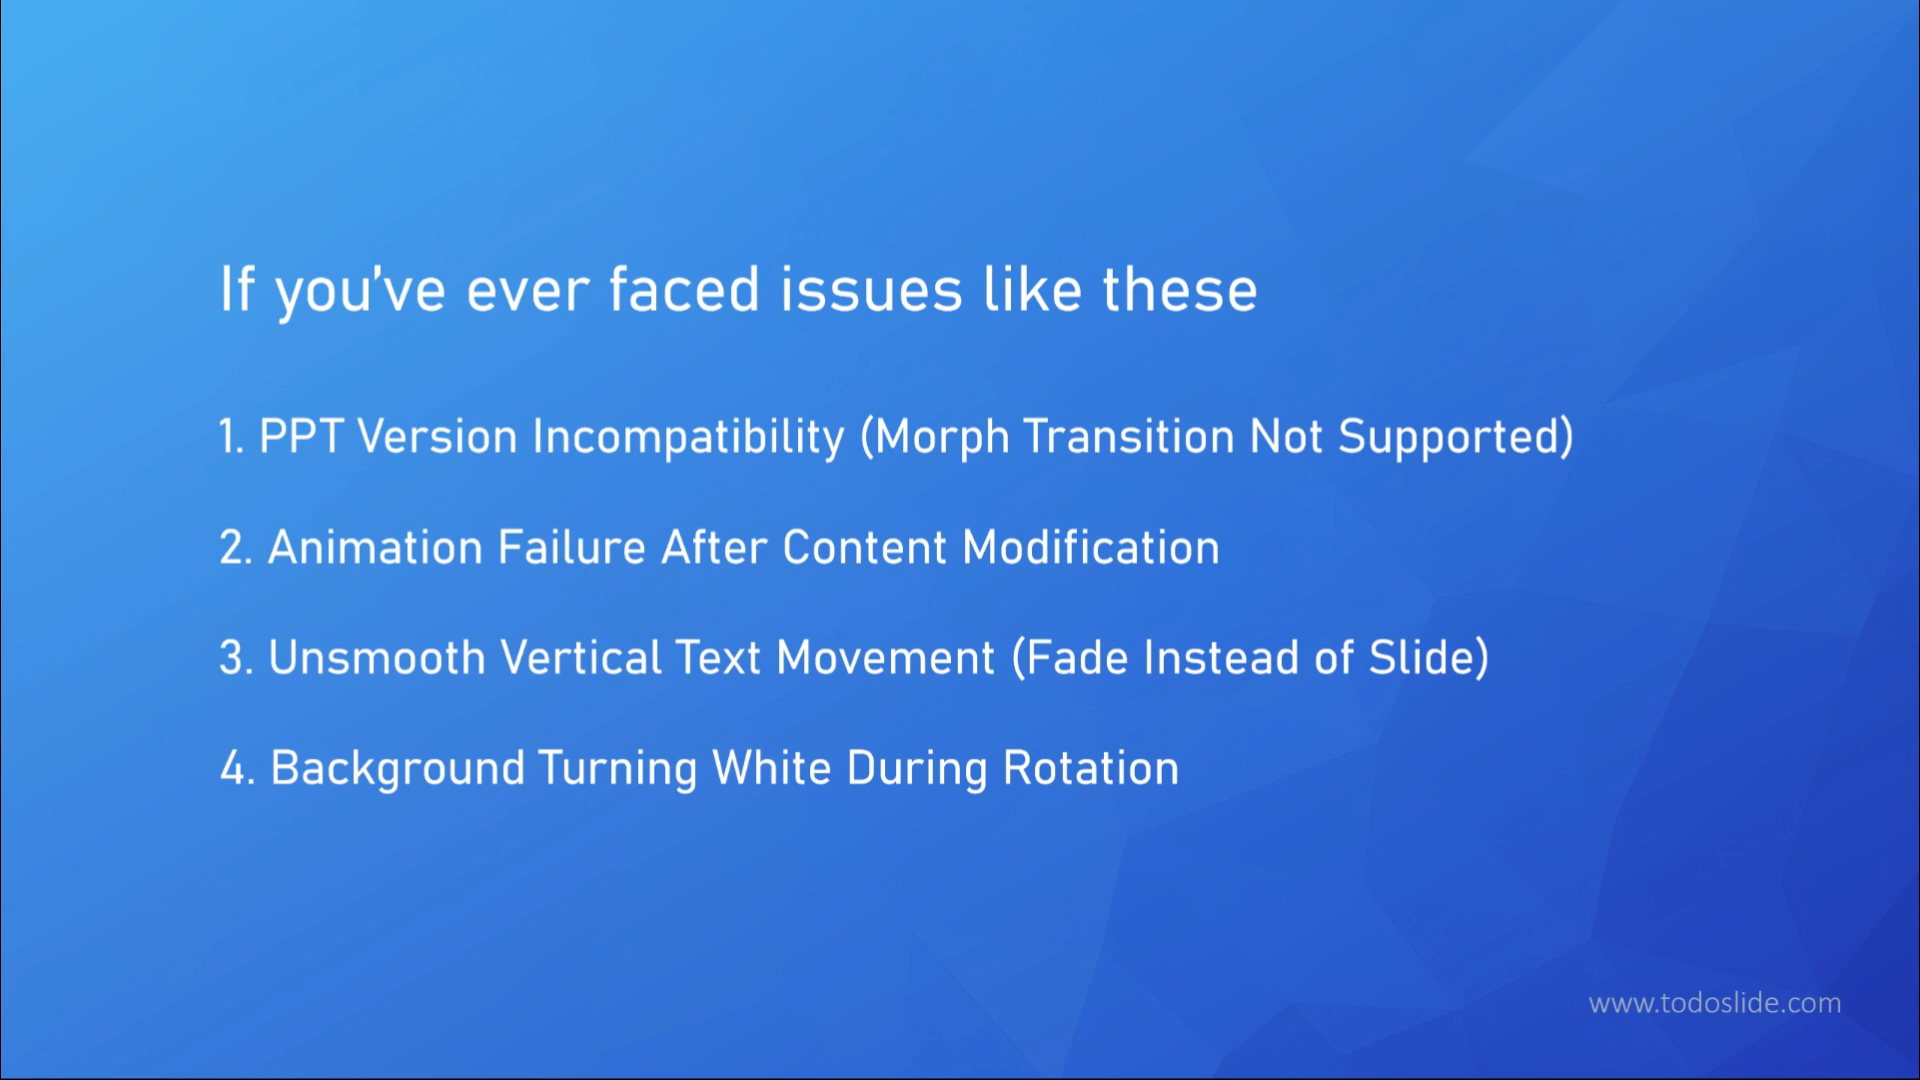 If you've ever faced issues like these
1. PPT Version Incompatibility (Morph Transition Not Supported)
2. Animation Failure After Content Modification
3. Unsmooth Vertical Text Movement (Fade Instead of Slide)
4. Background Turning White During Rotation
www.todoslide.com